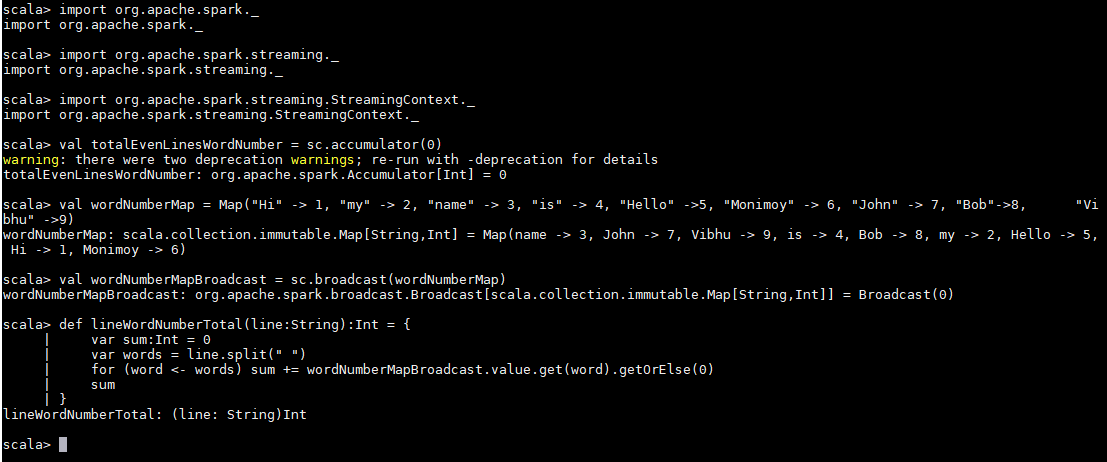 scala> import org.apache.spark._
import org.apache.spark._
scala> import org.apache.spark.streaming._
import org.apache.spark.streaming._
scala> import org.apache.spark.streaming.StreamingContext._
import org.apache.spark.streaming.StreamingContext._
scala> val totalEvenLinesWordNumber = sc.accumulator(0)
warning: there were two deprecation warnings; re-run with -deprecation for details
totalEvenLinesWordNumber: org.apache.spark.Accumulator[Int] = 0
scala> val wordNumberMap = Map("Hi" -> 1, "my" -> 2, "name" -> 3, "is" -> 4, "Hello" ->5, "Monimoy" -> 6, "John" -> 7, "Bob"->8,      "Vi
bhu" ->9)
wordNumberMap: scala.collection.immutable.Map[String,Int] = Map(name -> 3, John -> 7, Vibhu -> 9, is -> 4, Bob -> 8, my -> 2, Hello -> 5,
 Hi -> 1, Monimoy -> 6)
scala> val wordNumberMapBroadcast = sc.broadcast(wordNumberMap)
wordNumberMapBroadcast: org.apache.spark.broadcast.Broadcast[scala.collection.immutable.Map[String,Int]] = Broadcast(0)
scala> def lineWordNumberTotal(line:String):Int = {
     |     var sum:Int = 0
     |     var words = line.split(" ")
     |     for (word <- words) sum += wordNumberMapBroadcast.value.get(word).getOrElse(0)
     |     sum
     | }
lineWordNumberTotal: (line: String)Int
scala>